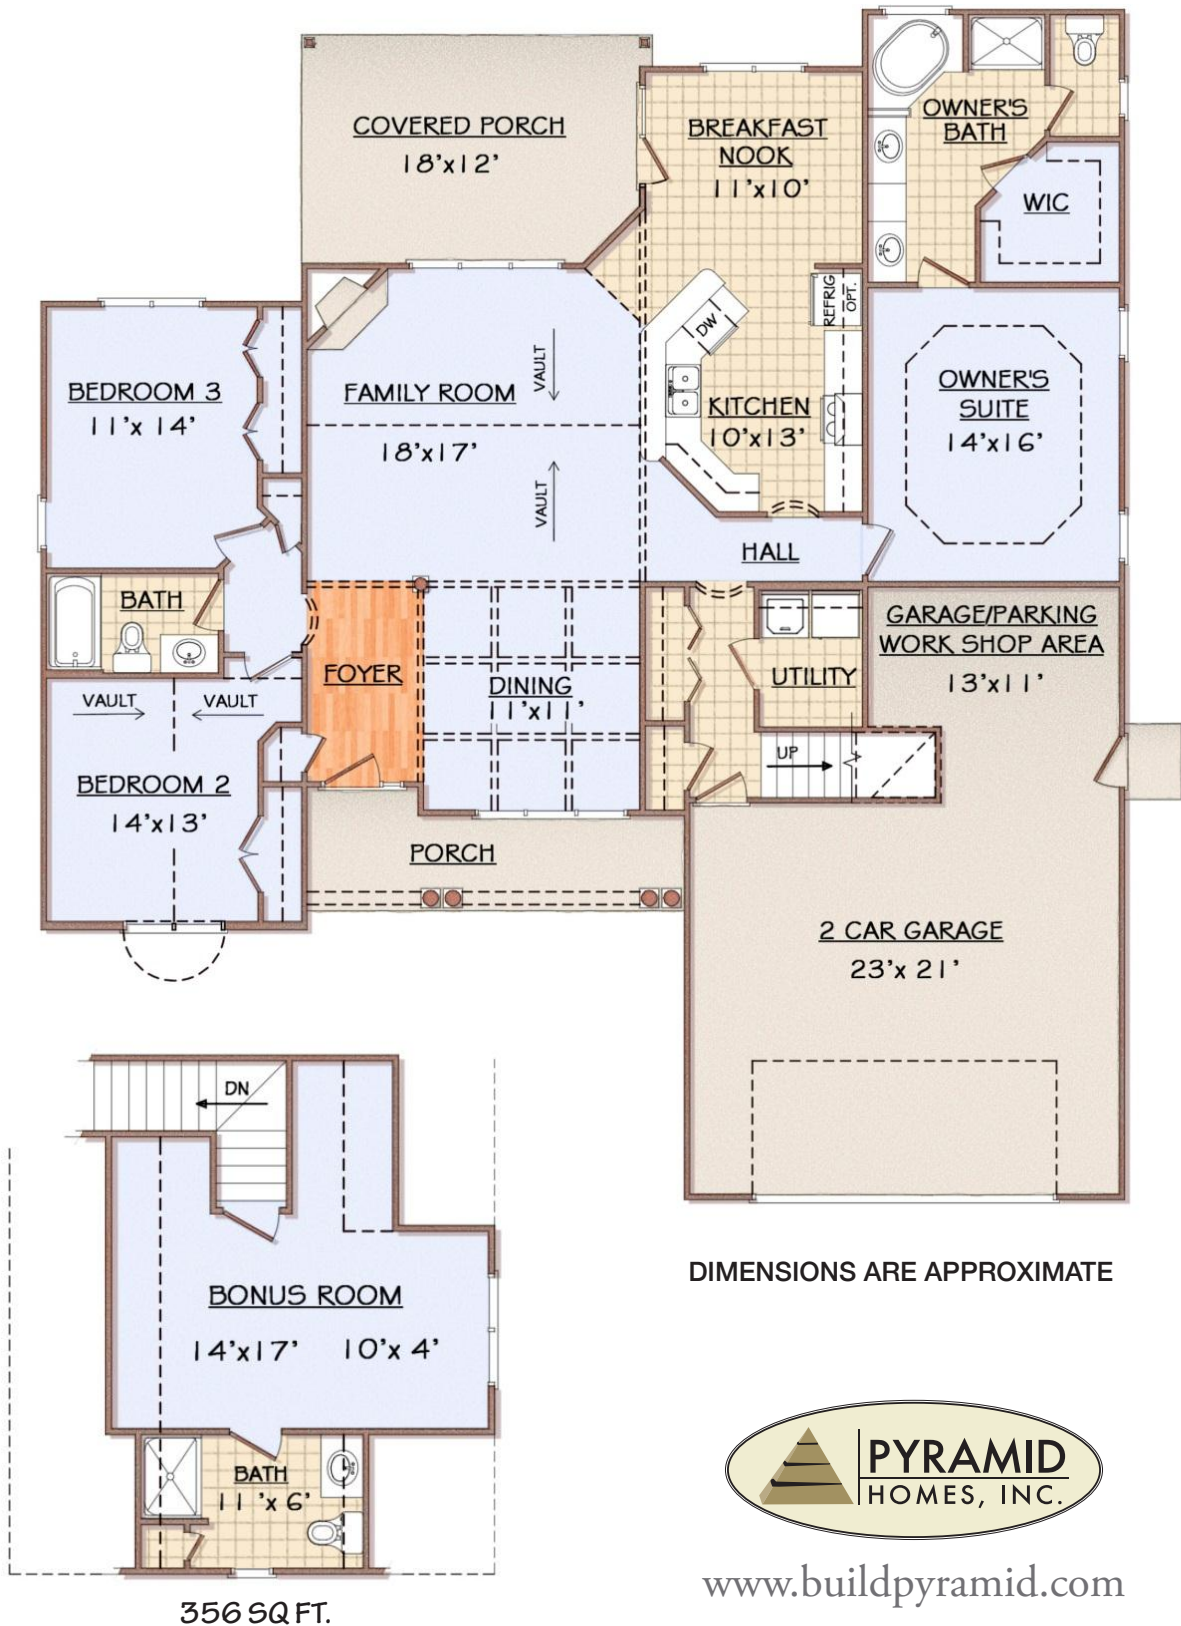 COVERED PORCH
18'x12'
BREAKFAST
NOOK
11'x10'
OWNER'S
BATH
WIC
REFRIG
OPT.
DW
BEDROOM 3
11'x 14'
FAMILY ROOM
18'x17'
VAULT
VAULT
KITCHEN
10'x13'
OWNER'S
SUITE
14'x16'
HALL
BATH
FOYER
DINING
11'x11'
UTILITY
GARAGE/PARKING
WORK SHOP AREA
13'x11'
VAULT
VAULT
BEDROOM 2
14'x13'
UP
PORCH
2 CAR GARAGE
23'x 21'
DN
BONUS ROOM
14'x17' 10'x 4'
BATH
11'x 6'
356 SQ FT.
DIMENSIONS ARE APPROXIMATE
PYRAMID
HOMES, INC.
www.buildpyramid.com